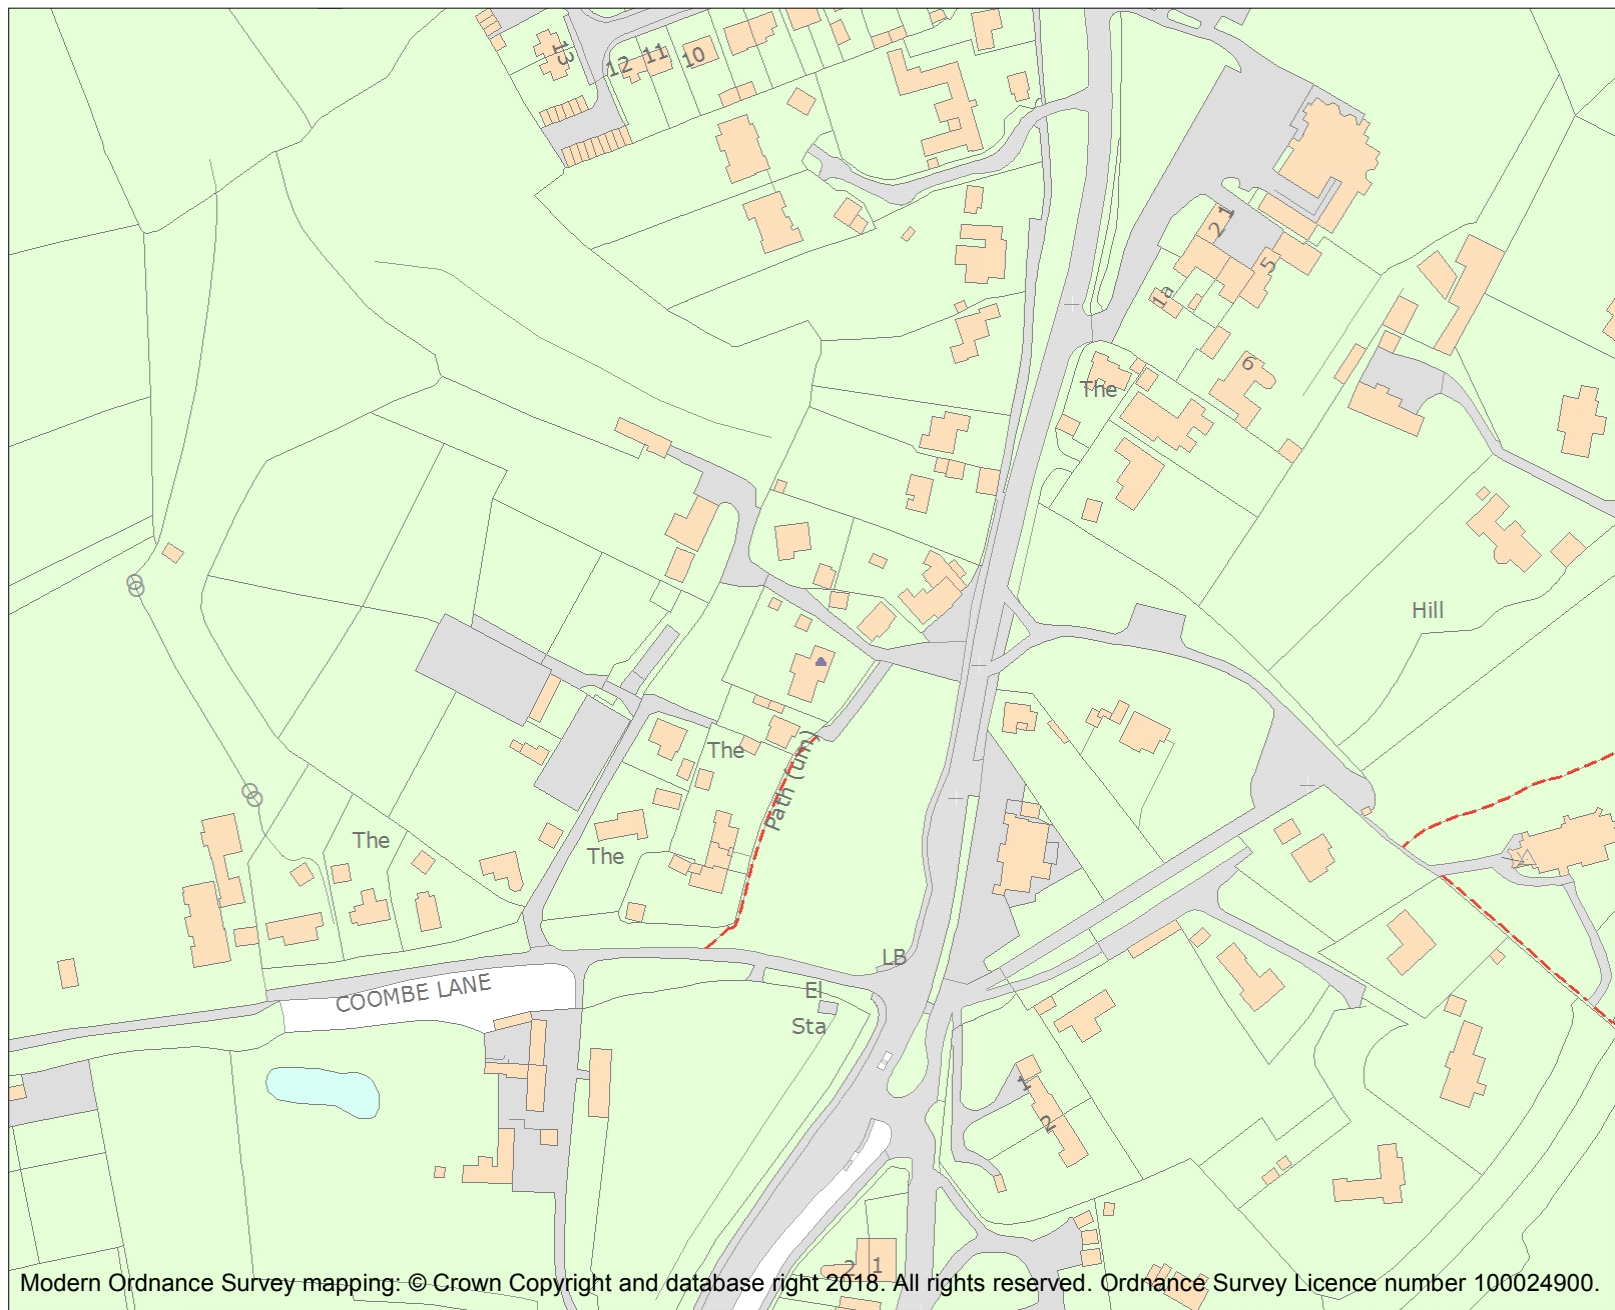 13
12
11
10
2 1
5
1a
6
The
Hill
The
Path (um)
The
The
LB
COOMBE LANE
El
Sta
1
2
2
1
Modern Ordnance Survey mapping: © Crown Copyright and database right 2018. All rights reserved. Ordnance Survey Licence number 100024900.